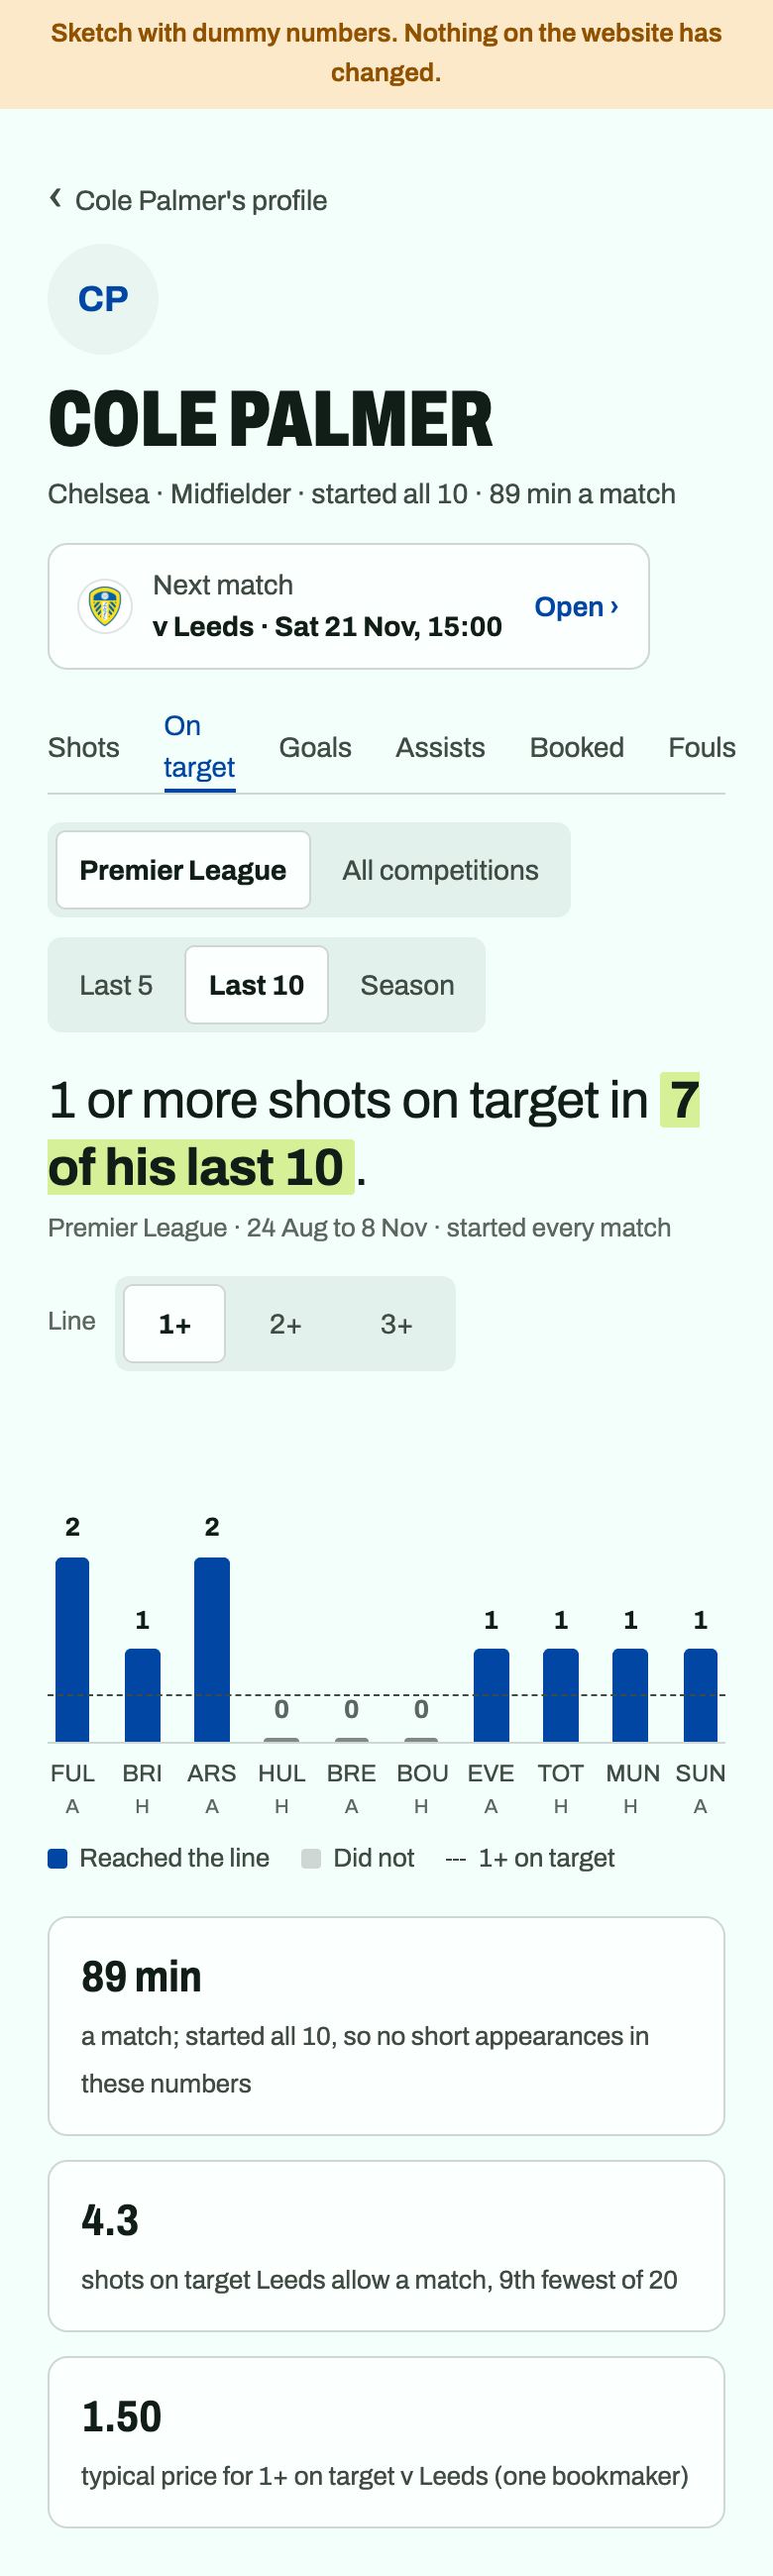 Sketch with dummy numbers. Nothing on the website has
changed.
‹ Cole Palmer's profile
CP
COLE PALMER
Chelsea · Midfielder · started all 10 · 89 min a match
Next match
v Leeds · Sat 21 Nov, 15:00
Open ›
Shots On target Goals Assists Booked Fouls
Premier League All competitions
Last 5 Last 10 Season
1 or more shots on target in 7
of his last 10.
Premier League · 24 Aug to 8 Nov · started every match
Line 1+ 2+ 3+
2 1 2 0 0 0 1 1 1 1
FUL BRI ARS HUL BRE BOU EVE TOT MUN SUN
A H A H A H A H H A
Reached the line Did not --- 1+ on target
89 min
a match; started all 10, so no short appearances in
these numbers
4.3
shots on target Leeds allow a match, 9th fewest of 20
1.50
typical price for 1+ on target v Leeds (one bookmaker)